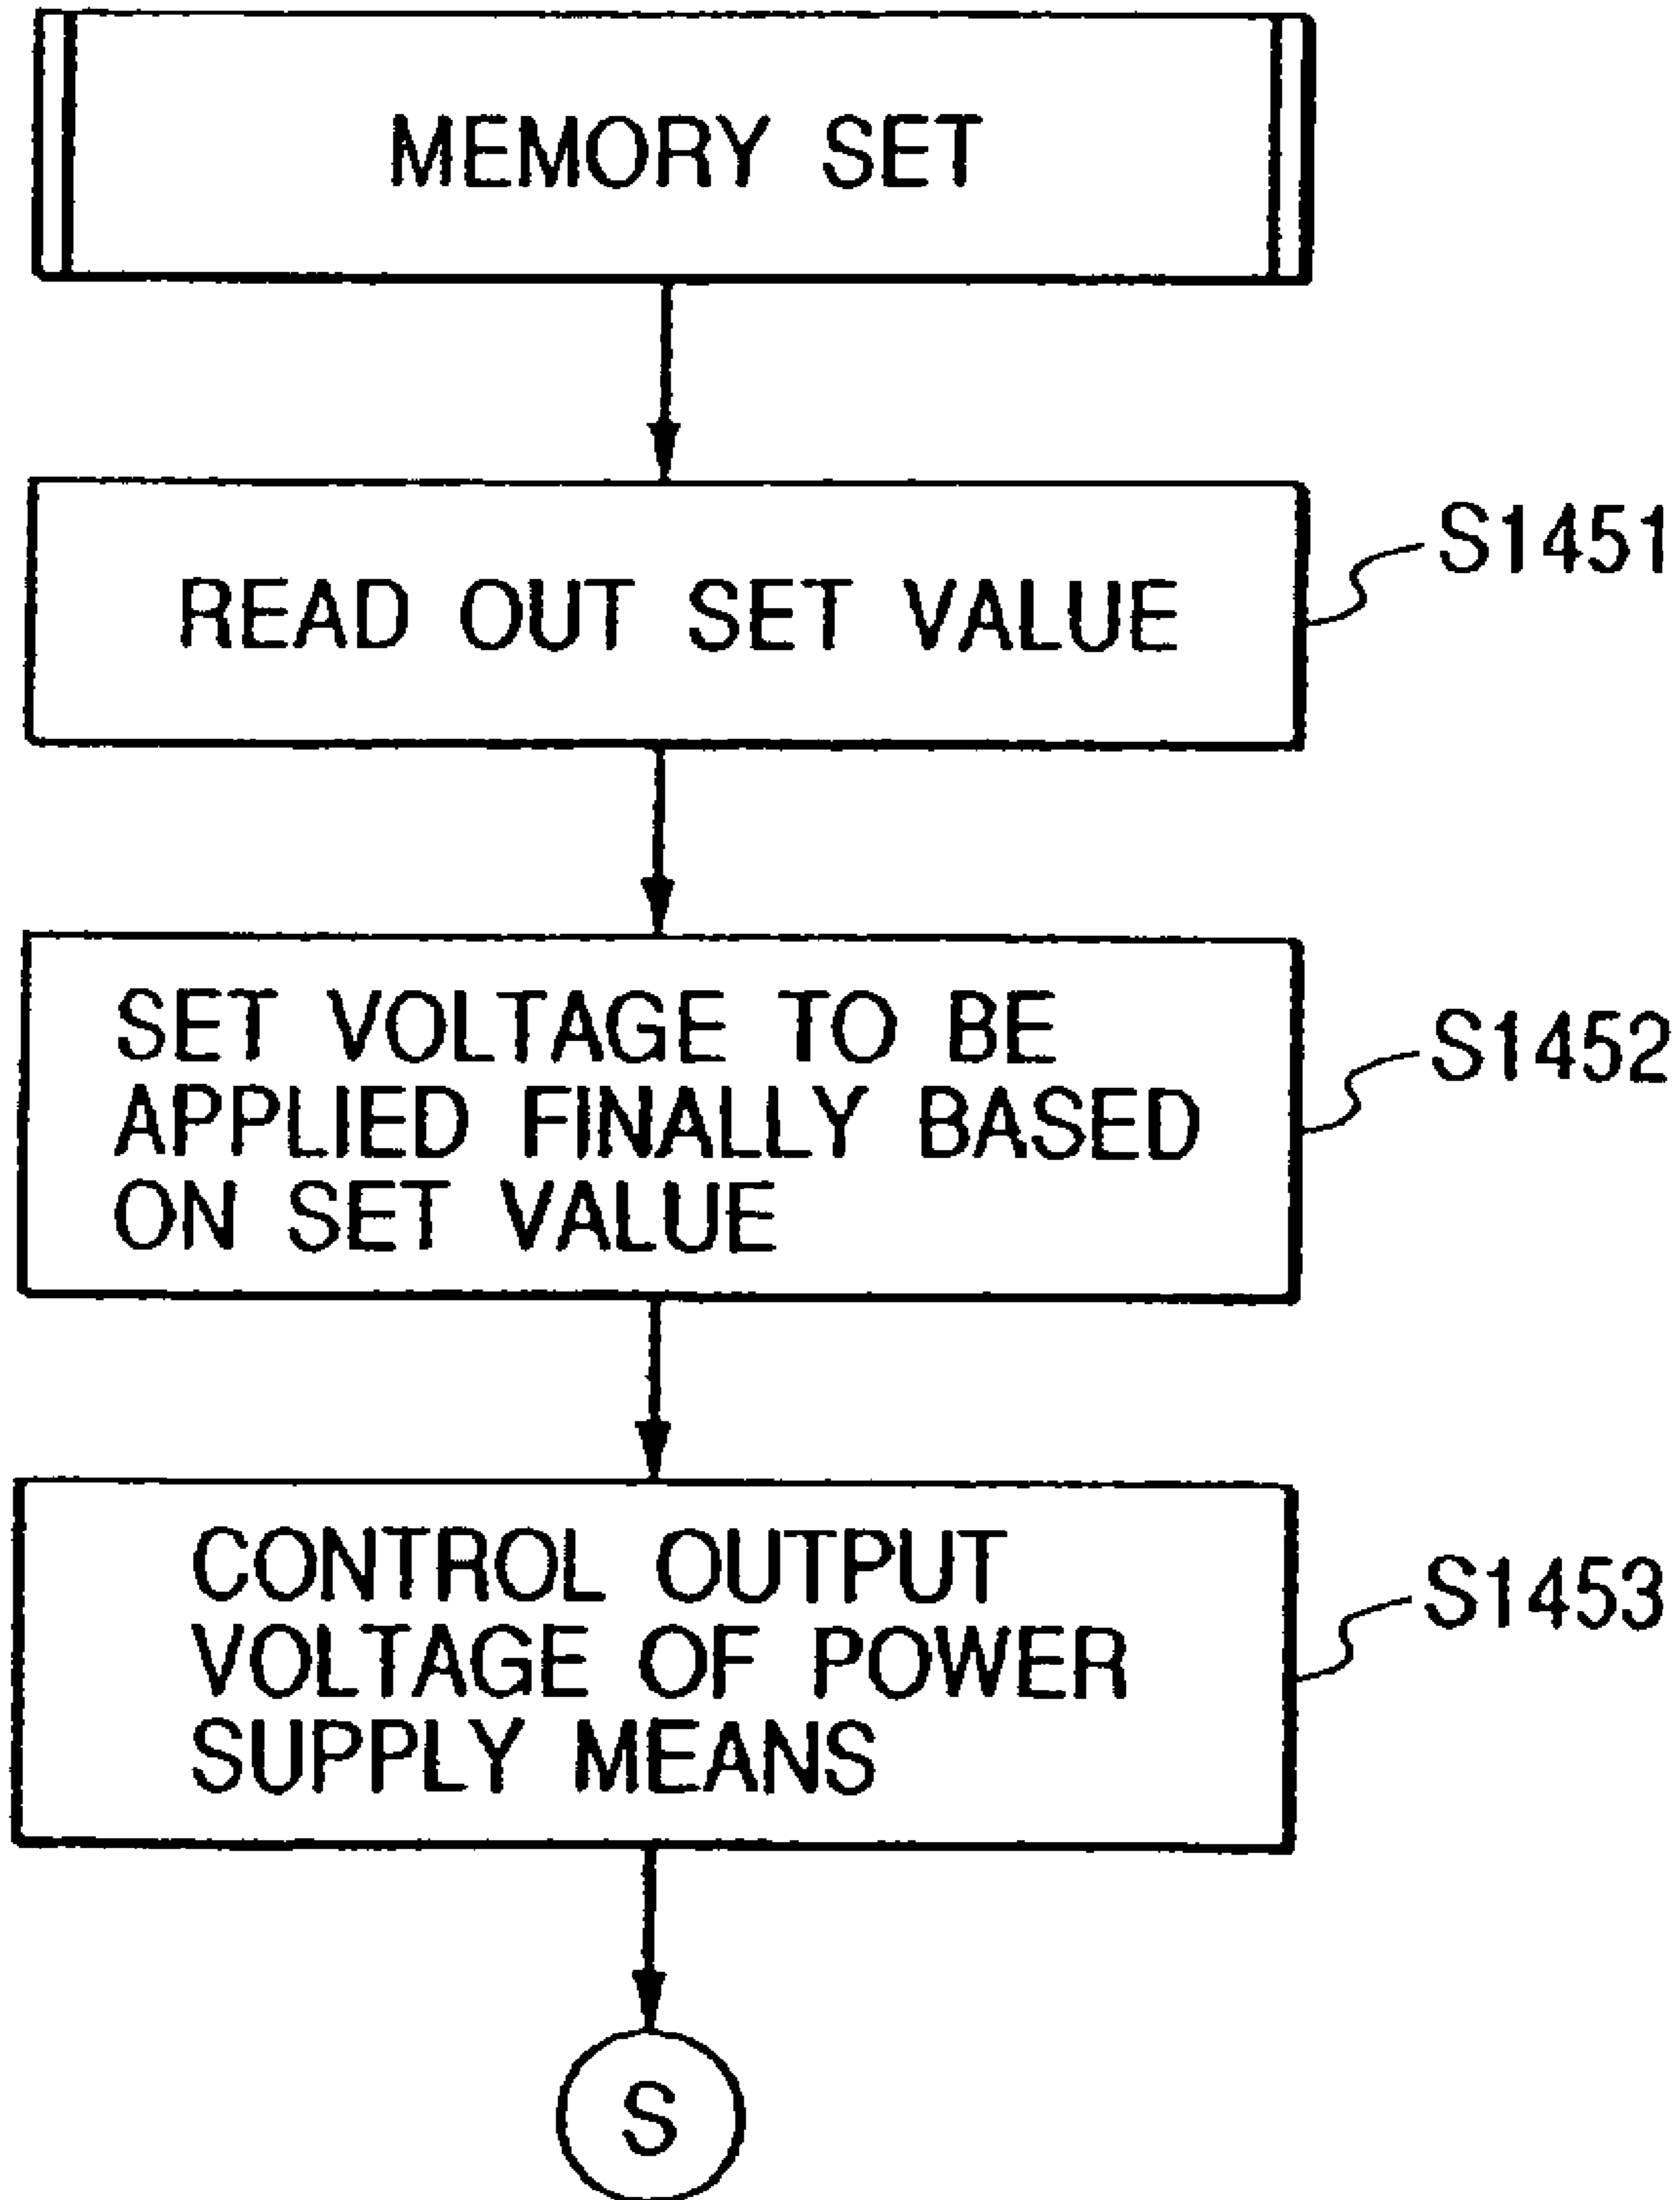 MEMORY SET
READ OUT SET VALUE
S1451
SET VOLTAGE TO BE
APPLIED FINALLY BASED
ON SET VALUE
S1452
CONTROL OUTPUT
VOLTAGE OF POWER
SUPPLY MEANS
S1453
S